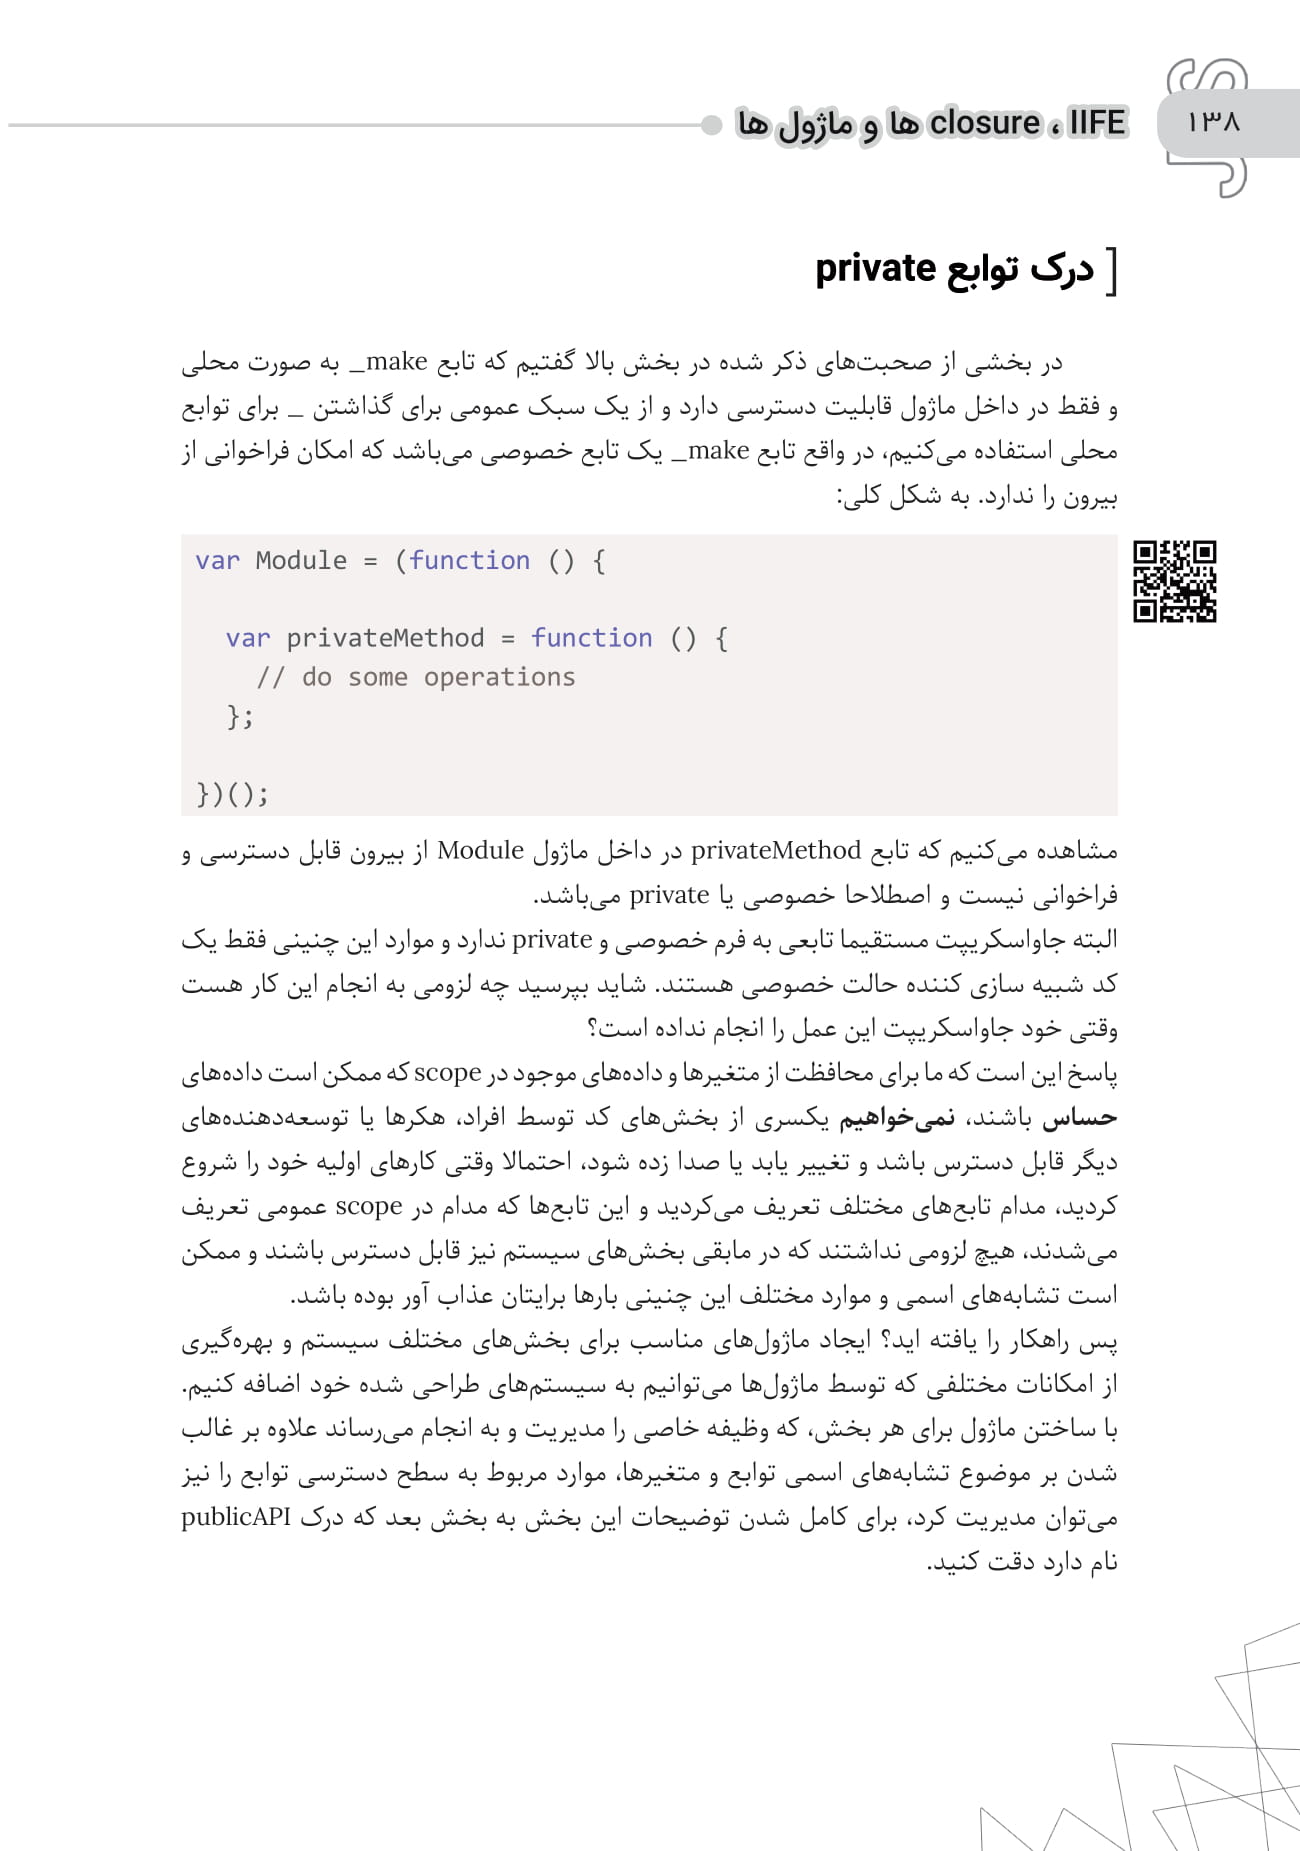 ۱۳۸
IIFE ، closure ها و ماژول ها
درک توابع private
در بخشی از صحبت‌های ذکر شده در بخش بالا گفتیم که تابع make_ به صورت محلی
و فقط در داخل ماژول قابلیت دسترسی دارد و از یک سبک عمومی برای گذاشتن _ برای توابع
محلی استفاده می‌کنیم، در واقع تابع make_ یک تابع خصوصی می‌باشد که امکان فراخوانی از
بیرون را ندارد. به شکل کلی:
var Module = (function () {
  var privateMethod = function () {
    // do some operations
  };
})();
مشاهده می‌کنیم که تابع privateMethod در داخل ماژول Module از بیرون قابل دسترسی و
فراخوانی نیست و اصطلاحا خصوصی یا private می‌باشد.
البته جاواسکریپت مستقیما تابعی به فرم خصوصی و private ندارد و موارد این چنینی فقط یک
کد شبیه سازی کننده حالت خصوصی هستند. شاید بپرسید چه لزومی به انجام این کار هست
وقتی خود جاواسکریپت این عمل را انجام نداده است؟
پاسخ این است که ما برای محافظت از متغیرها و داده‌های موجود در scope که ممکن است داده‌های
حساس باشند، نمی‌خواهیم یکسری از بخش‌های کد توسط افراد، هکرها یا توسعه‌دهنده‌های
دیگر قابل دسترس باشد و تغییر یابد یا صدا زده شود، احتمالا وقتی کارهای اولیه خود را شروع
کردید، مدام تابع‌های مختلف تعریف می‌کردید و این تابع‌ها که مدام در scope عمومی تعریف
می‌شدند، هیچ لزومی نداشتند که در مابقی بخش‌های سیستم نیز قابل دسترس باشند و ممکن
است تشابه‌های اسمی و موارد مختلف این چنینی بارها برایتان عذاب آور بوده باشد.
پس راهکار را یافته اید؟ ایجاد ماژول‌های مناسب برای بخش‌های مختلف سیستم و بهره‌گیری
از امکانات مختلفی که توسط ماژول‌ها می‌توانیم به سیستم‌های طراحی شده خود اضافه کنیم.
با ساختن ماژول برای هر بخش، که وظیفه خاصی را مدیریت و به انجام می‌رساند علاوه بر غالب
شدن بر موضوع تشابه‌های اسمی توابع و متغیرها، موارد مربوط به سطح دسترسی توابع را نیز
می‌توان مدیریت کرد، برای کامل شدن توضیحات این بخش به بخش بعد که درک publicAPI
نام دارد دقت کنید.